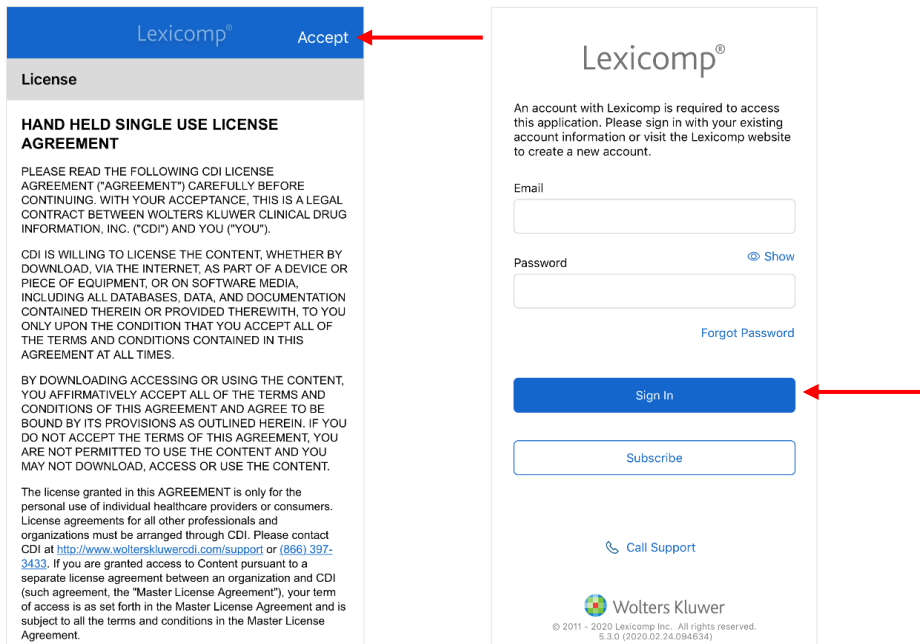 Lexicomp®
Accept
License
HAND HELD SINGLE USE LICENSE
AGREEMENT
PLEASE READ THE FOLLOWING CDI LICENSE
AGREEMENT ("AGREEMENT") CAREFULLY BEFORE
CONTINUING. WITH YOUR ACCEPTANCE, THIS IS A LEGAL
CONTRACT BETWEEN WOLTERS KLUWER CLINICAL DRUG
INFORMATION, INC. ("CDI") AND YOU ("YOU").
CDI IS WILLING TO LICENSE THE CONTENT, WHETHER BY
DOWNLOAD, VIA THE INTERNET, AS PART OF A DEVICE OR
PIECE OF EQUIPMENT, OR ON SOFTWARE MEDIA,
INCLUDING ALL DATABASES, DATA, AND DOCUMENTATION
CONTAINED THEREIN OR PROVIDED THEREWITH, TO YOU
ONLY UPON THE CONDITION THAT YOU ACCEPT ALL OF
THE TERMS AND CONDITIONS CONTAINED IN THIS
AGREEMENT AT ALL TIMES.
BY DOWNLOADING ACCESSING OR USING THE CONTENT,
YOU AFFIRMATIVELY ACCEPT ALL OF THE TERMS AND
CONDITIONS OF THIS AGREEMENT AND AGREE TO BE
BOUND BY ITS PROVISIONS AS OUTLINED HEREIN. IF YOU
DO NOT ACCEPT THE TERMS OF THIS AGREEMENT, YOU
ARE NOT PERMITTED TO USE THE CONTENT AND YOU
MAY NOT DOWNLOAD, ACCESS OR USE THE CONTENT.
The license granted in this AGREEMENT is only for the
personal use of individual healthcare providers or consumers.
License agreements for all other professionals and
organizations must be arranged through CDI. Please contact
CDI at http://www.wolterskluwercdi.com/support or (866) 397-
3433. If you are granted access to Content pursuant to a
separate license agreement between an organization and CDI
(such agreement, the "Master License Agreement"), your term
of access is as set forth in the Master License Agreement and is
subject to all the terms and conditions in the Master License
Agreement.
Lexicomp®
An account with Lexicomp is required to access
this application. Please sign in with your existing
account information or visit the Lexicomp website
to create a new account.
Email
Password
Show
Forgot Password
Sign In
Subscribe
Call Support
Wolters Kluwer
© 2011 - 2020 Lexicomp Inc. All rights reserved.
5.3.0 (2020.02.24.094634)